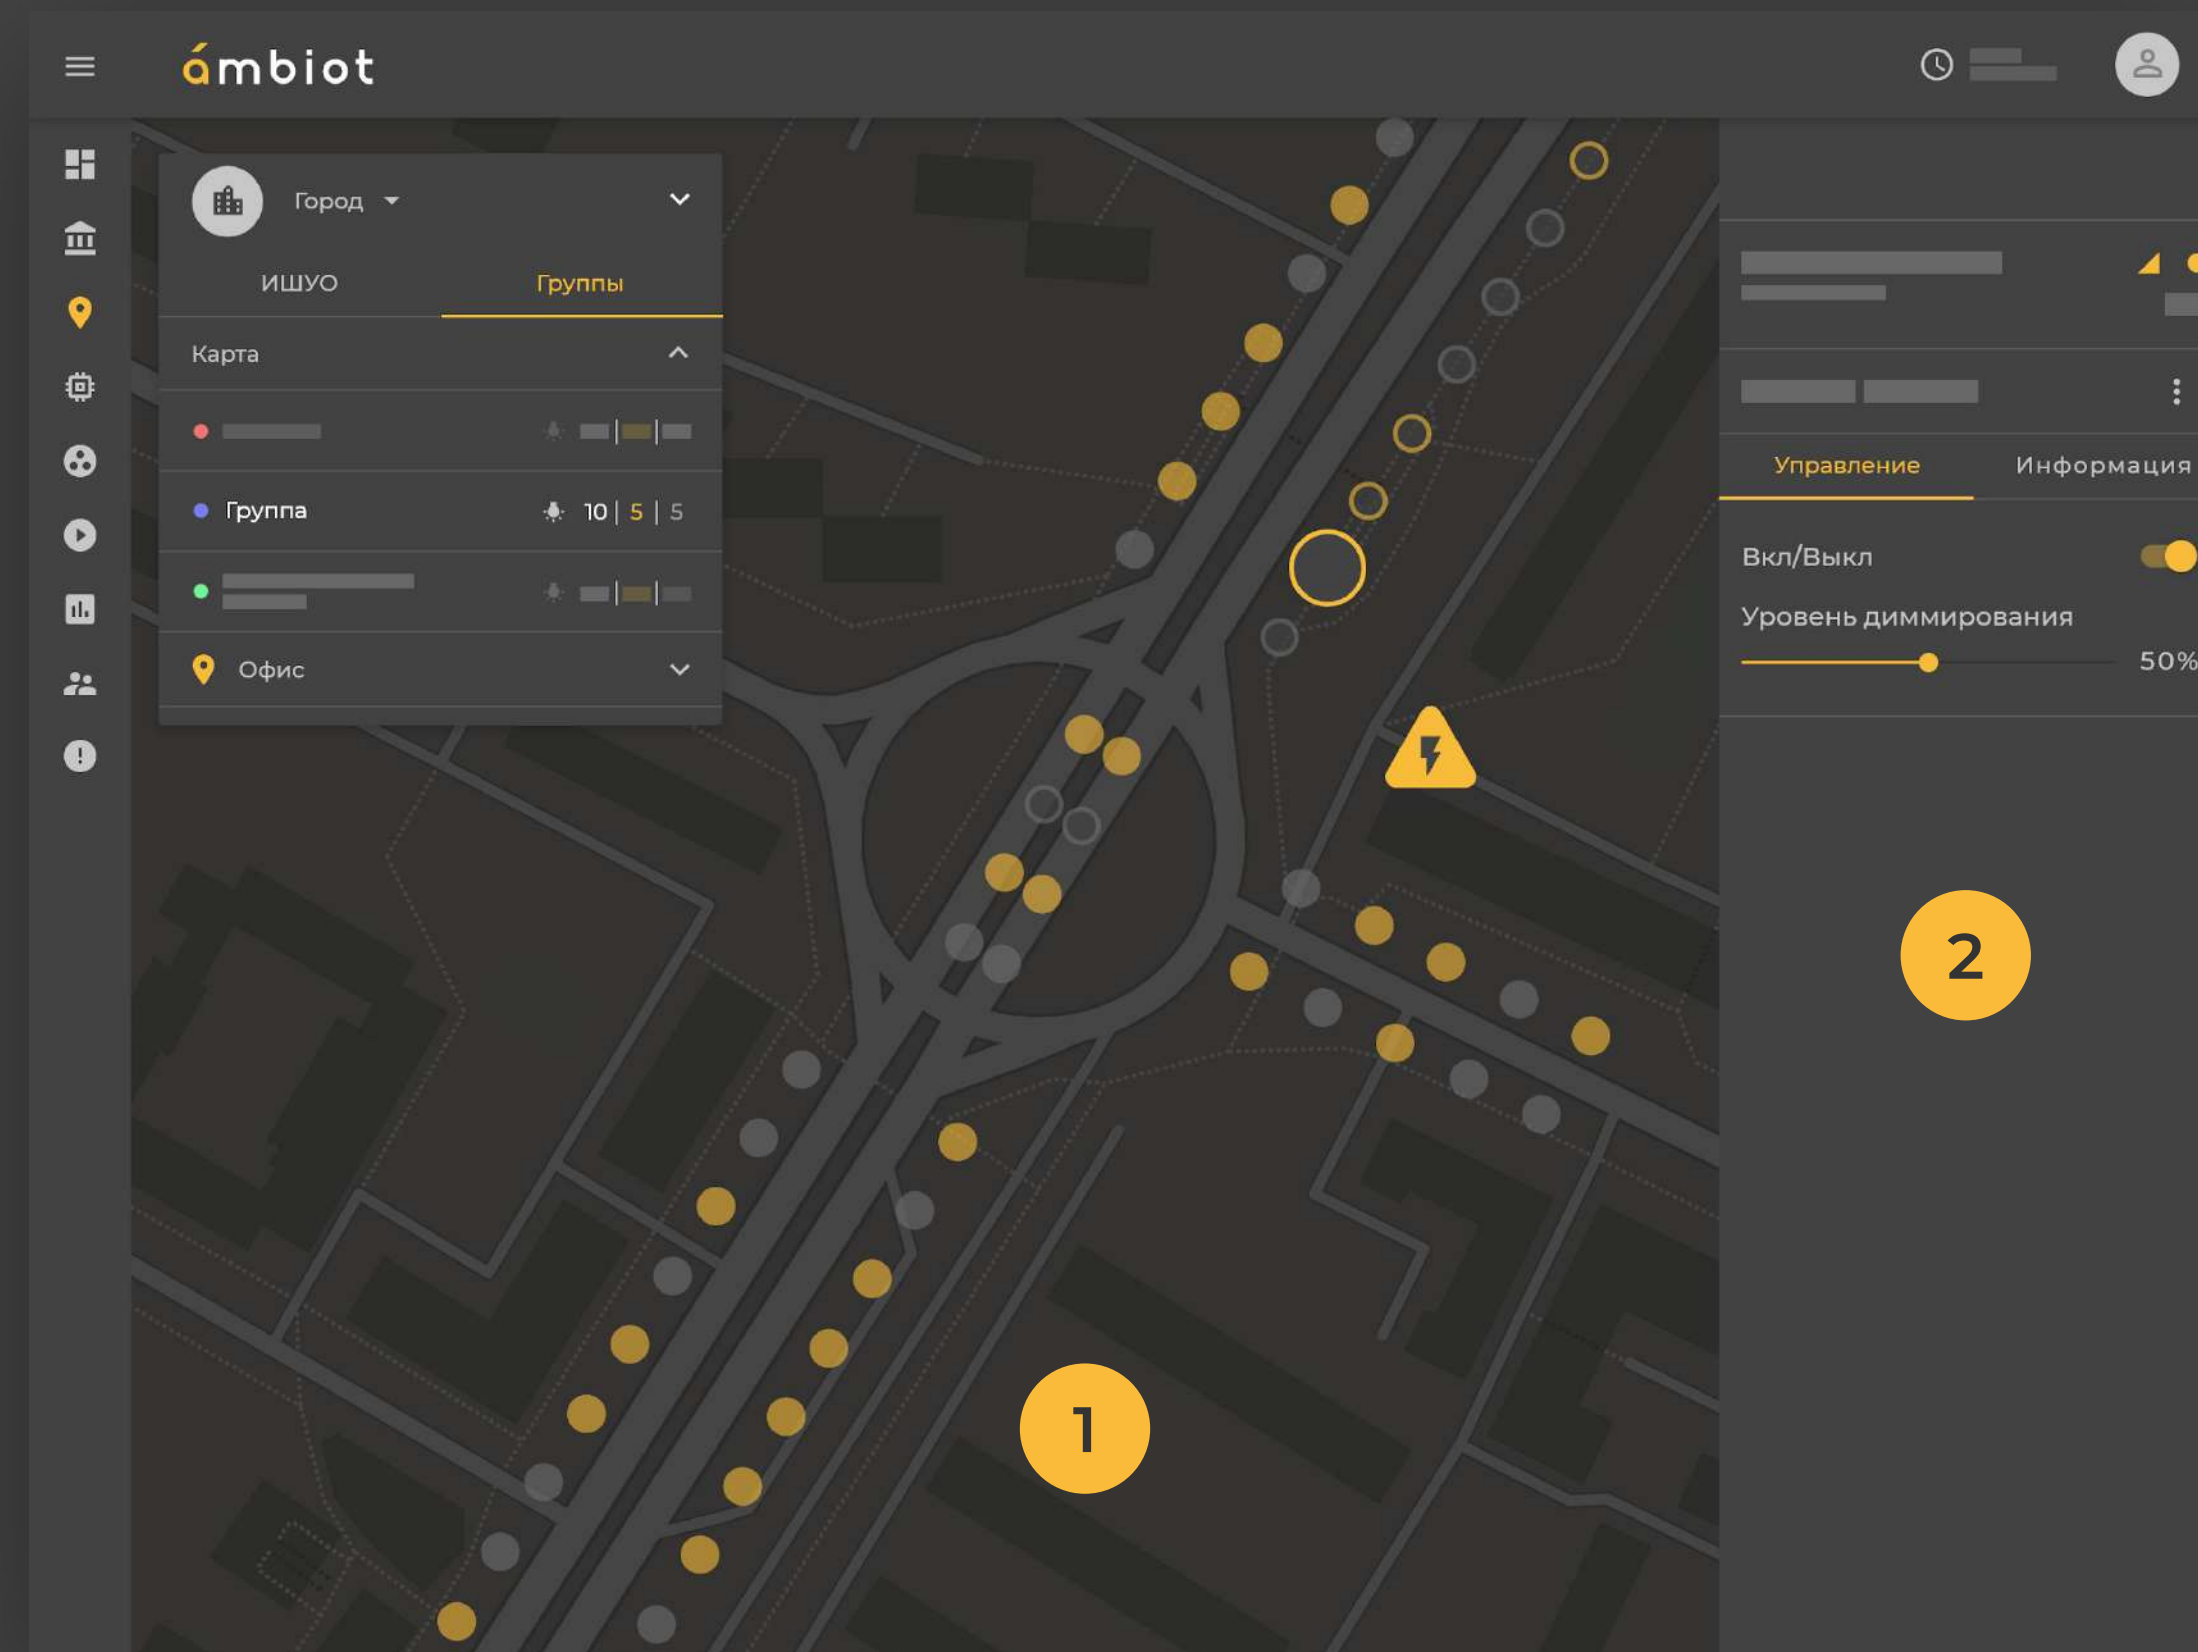 ámbiot
Город
ИШУО Группы
Карта
Группа 10 | 5 | 5
Офис
Управление Информация
Вкл/Выкл
Уровень диммирования
50%
2
1